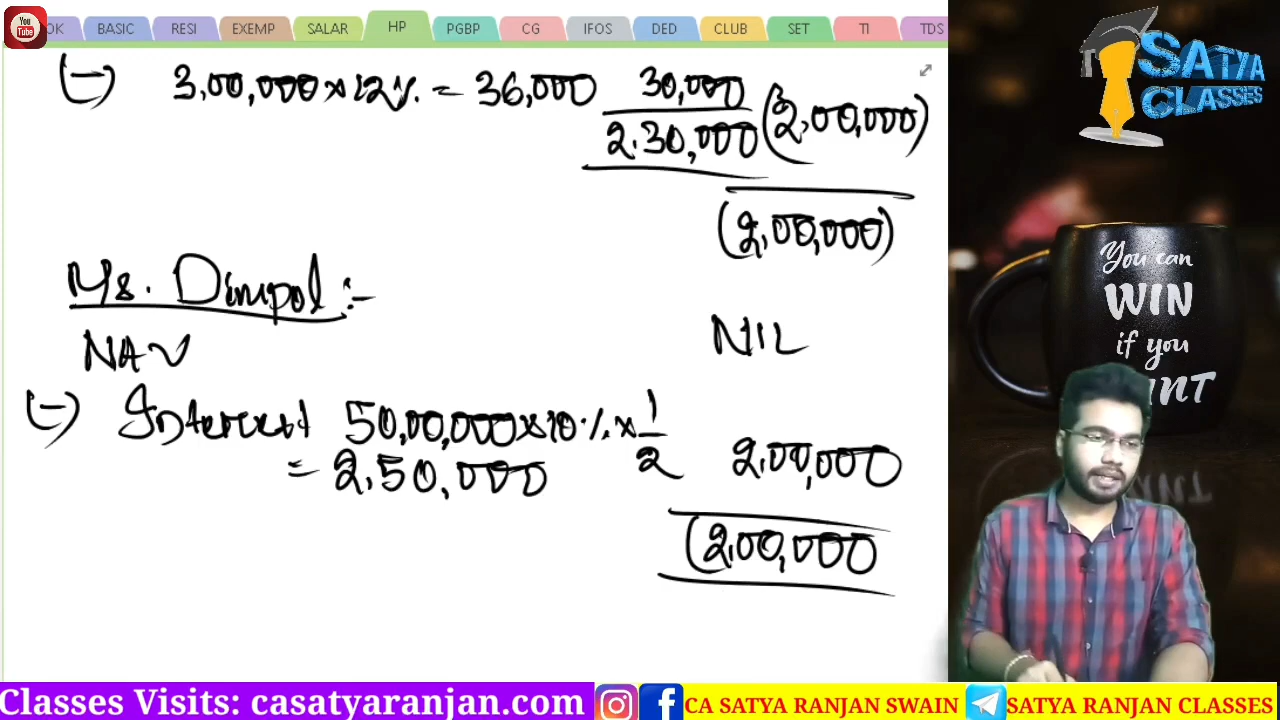 You Tube
OK BASIC RESI EXEMP SALAR HP PGBP CG IFOS DED CLUB SET TI TDS
SATYA
CLASSES
(-) 3,00,000×12%. = 36,000 30,000
2.30,000 (2,00,000)
(2,00,000)
Ms. Dimpol :-
NAV NIL
(-) Interest 50,00,000×10%×1/2 2,00,000
= 2.50,000
(2,00,000
You can
WIN
if you
Classes Visits: casatyaranjan.com CA SATYA RANJAN SWAIN SATYA RANJAN CLASSES